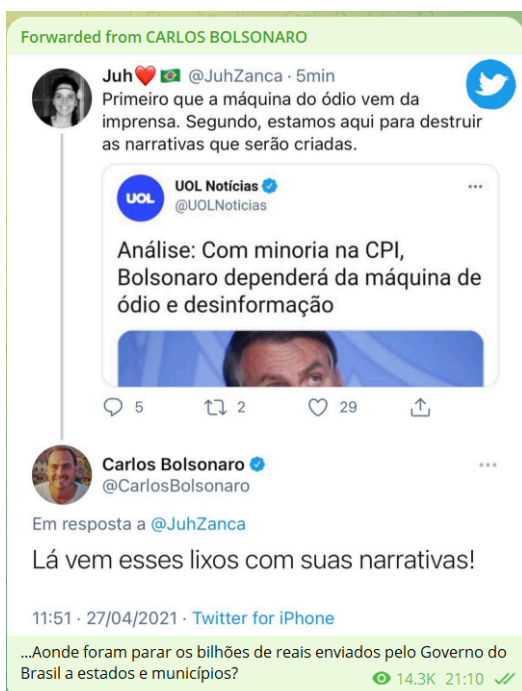 Forwarded from CARLOS BOLSONARO
Juh❤️ 🇧🇷 @JuhZanca · 5min
Primeiro que a máquina do ódio vem da
imprensa. Segundo, estamos aqui para destruir
as narrativas que serão criadas.
UOL
UOL Notícias
@UOLNoticias
Análise: Com minoria na CPI,
Bolsonaro dependerá da máquina de
ódio e desinformação
5 2 29
Carlos Bolsonaro
@CarlosBolsonaro
Em resposta a @JuhZanca
Lá vem esses lixos com suas narrativas!
11:51 · 27/04/2021 · Twitter for iPhone
...Aonde foram parar os bilhões de reais enviados pelo Governo do
Brasil a estados e municípios?
14.3K 21:10